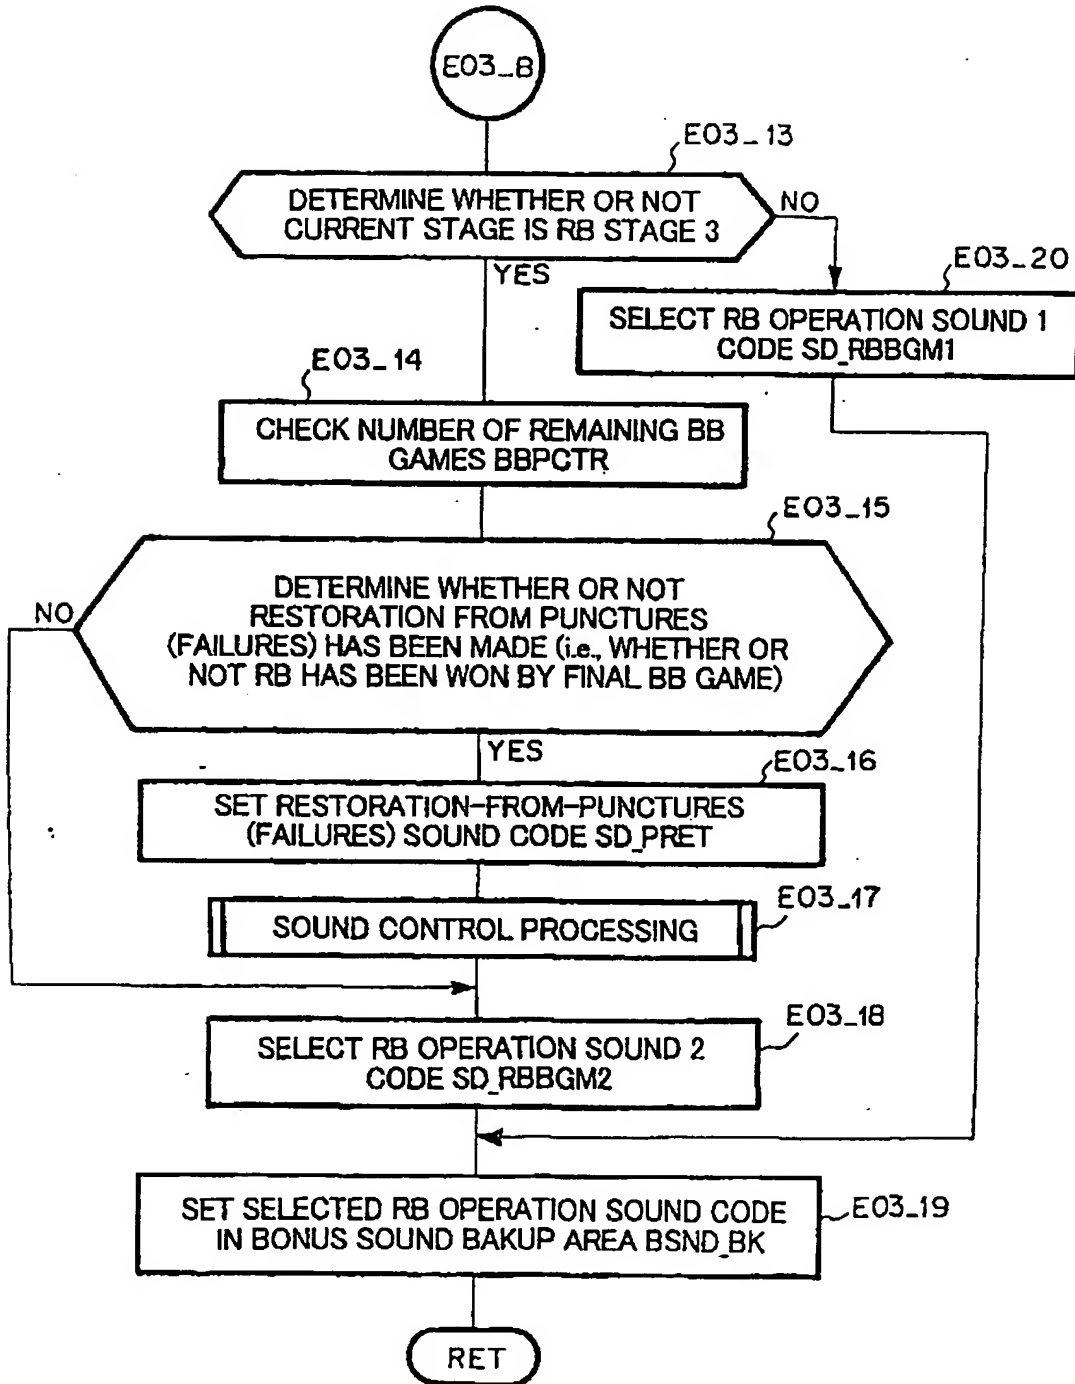 E03_B
E03_13
DETERMINE WHETHER OR NOT
CURRENT STAGE IS RB STAGE 3
NO
YES
E03_20
SELECT RB OPERATION SOUND 1
CODE SD_RBBGM1
E03_14
CHECK NUMBER OF REMAINING BB
GAMES BBPCTR
E03_15
DETERMINE WHETHER OR NOT
RESTORATION FROM PUNCTURES
(FAILURES) HAS BEEN MADE (i.e., WHETHER OR
NOT RB HAS BEEN WON BY FINAL BB GAME)
NO
YES
E03_16
SET RESTORATION-FROM-PUNCTURES
(FAILURES) SOUND CODE SD_PRET
E03_17
SOUND CONTROL PROCESSING
E03_18
SELECT RB OPERATION SOUND 2
CODE SD_RBBGM2
SET SELECTED RB OPERATION SOUND CODE
IN BONUS SOUND BAKUP AREA BSND_BK
E03_19
RET